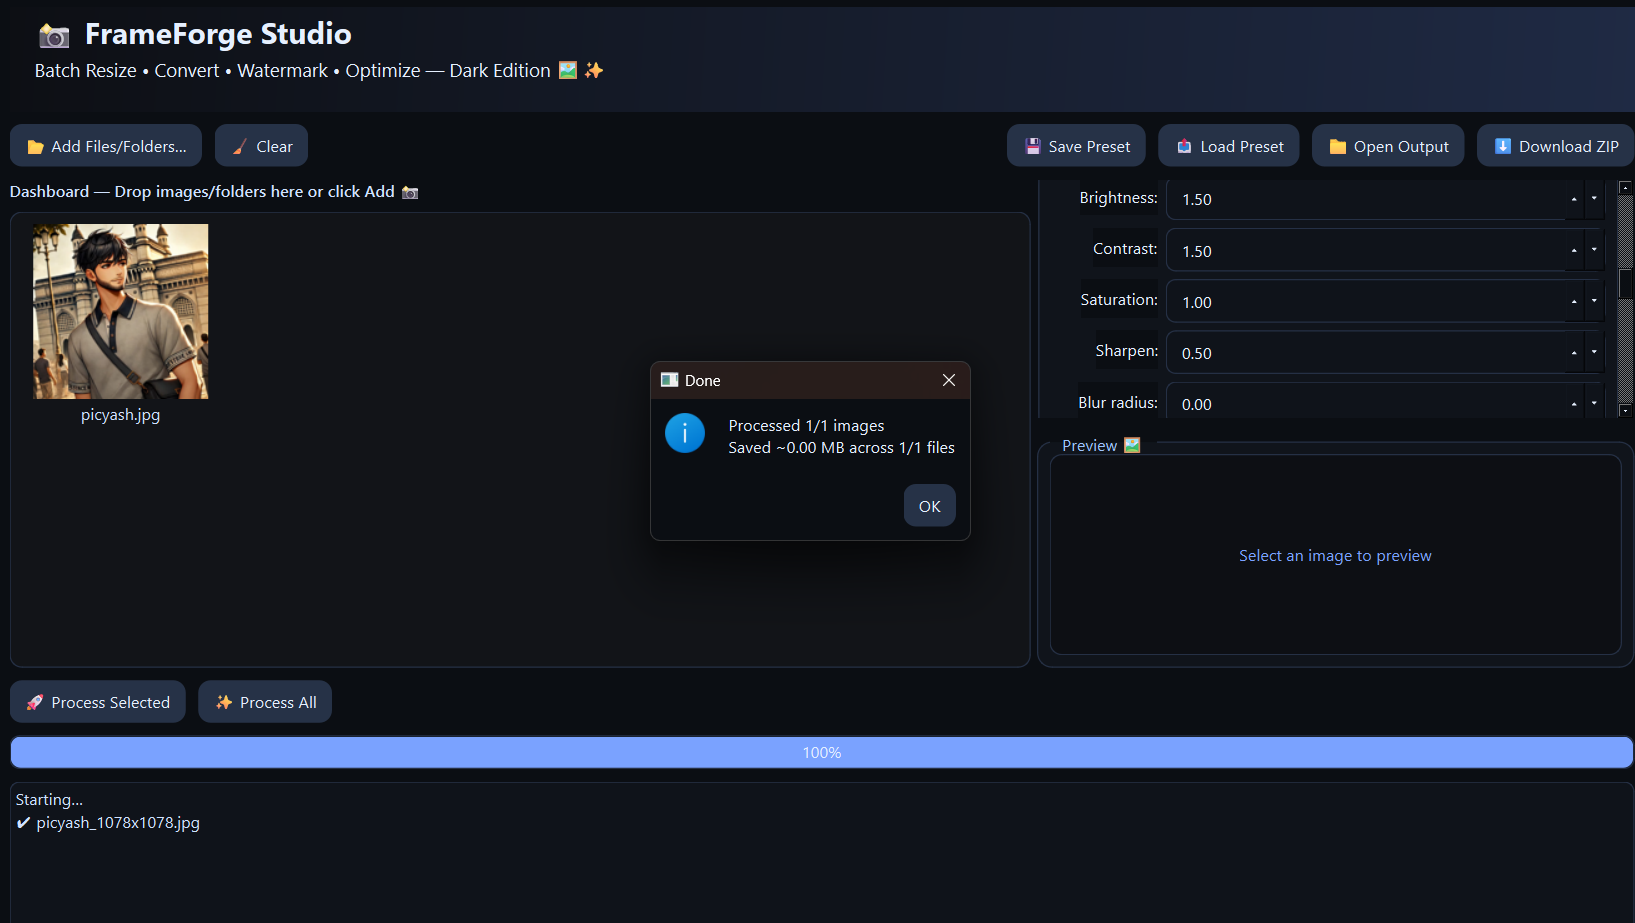 FrameForge Studio
Batch Resize • Convert • Watermark • Optimize — Dark Edition
Add Files/Folders...
Clear
Save Preset
Load Preset
Open Output
Download ZIP
Dashboard — Drop images/folders here or click Add
picyash.jpg
Brightness: 1.50
Contrast: 1.50
Saturation: 1.00
Sharpen: 0.50
Blur radius: 0.00
Done
Processed 1/1 images
Saved ~0.00 MB across 1/1 files
OK
Preview
Select an image to preview
Process Selected
Process All
100%
Starting...
✔ picyash_1078x1078.jpg